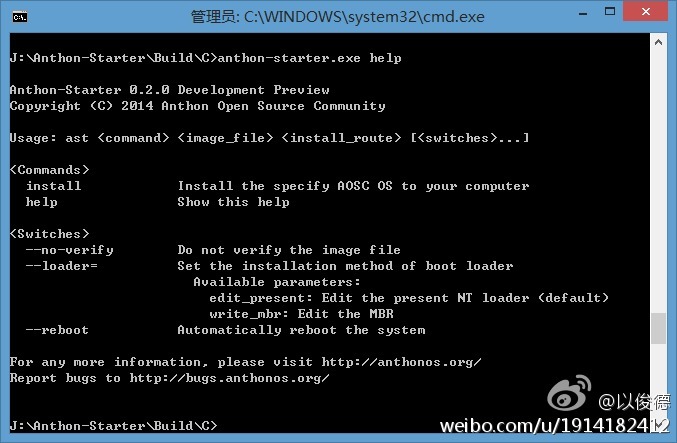 管理员: C:\WINDOWS\system32\cmd.exe
J:\Anthon-Starter\Build\C>anthon-starter.exe help
Anthon-Starter 0.2.0 Development Preview
Copyright (C) 2014 Anthon Open Source Community
Usage: ast <command> <image_file> <install_route> [<switches>...]
<Commands>
install Install the specify AOSC OS to your computer
help Show this help
<Switches>
--no-verify Do not verify the image file
--loader= Set the installation method of boot loader
Available parameters:
edit_present: Edit the present NT loader (default)
write_mbr: Edit the MBR
--reboot Automatically reboot the system
For any more information, please visit http://anthonos.org/
Report bugs to http://bugs.anthonos.org/
J:\Anthon-Starter\Build\C>
@以俊德
weibo.com/u/1914182412